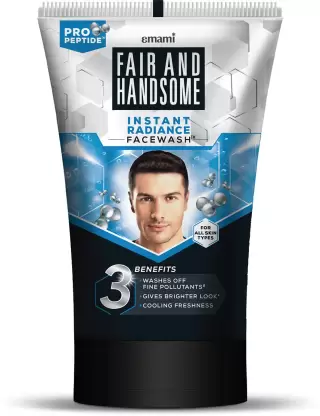 PRO
PEPTIDE™
emami
FAIR AND
HANDSOME
INSTANT
RADIANCE
FACEWASH
FOR
ALL SKIN
TYPES
3 BENEFITS
• WASHES OFF
FINE POLLUTANTS#
• GIVES BRIGHTER LOOK^
• COOLING FRESHNESS